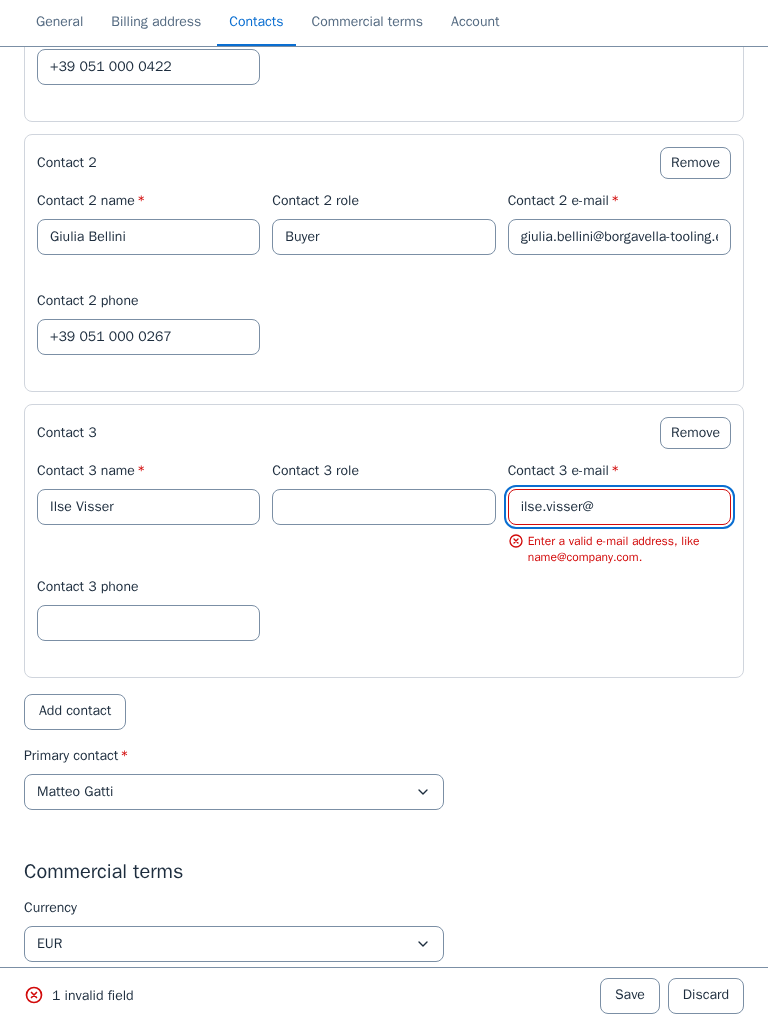 General Billing address Contacts Commercial terms Account
+39 051 000 0422
Contact 2 Remove
Contact 2 name * Contact 2 role Contact 2 e-mail *
Giulia Bellini Buyer giulia.bellini@borgavella-tooling.
Contact 2 phone
+39 051 000 0267
Contact 3 Remove
Contact 3 name * Contact 3 role Contact 3 e-mail *
Ilse Visser ilse.visser@
Enter a valid e-mail address, like
name@company.com.
Contact 3 phone
Add contact
Primary contact *
Matteo Gatti
Commercial terms
Currency
EUR
1 invalid field Save Discard